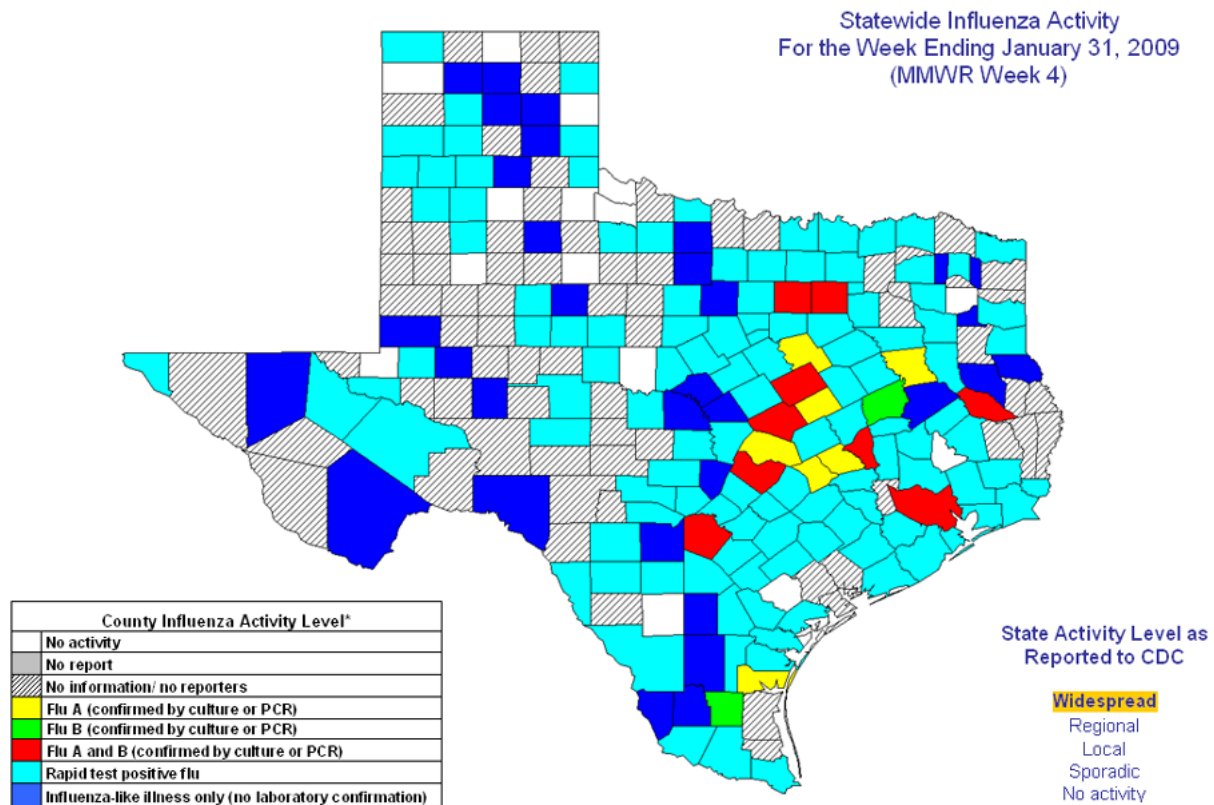 Statewide Influenza Activity
For the Week Ending January 31, 2009
(MMWR Week 4)
County Influenza Activity Level*
No activity
No report
No information/ no reporters
Flu A (confirmed by culture or PCR)
Flu B (confirmed by culture or PCR)
Flu A and B (confirmed by culture or PCR)
Rapid test positive flu
Influenza-like illness only (no laboratory confirmation)
State Activity Level as
Reported to CDC
Widespread
Regional
Local
Sporadic
No activity